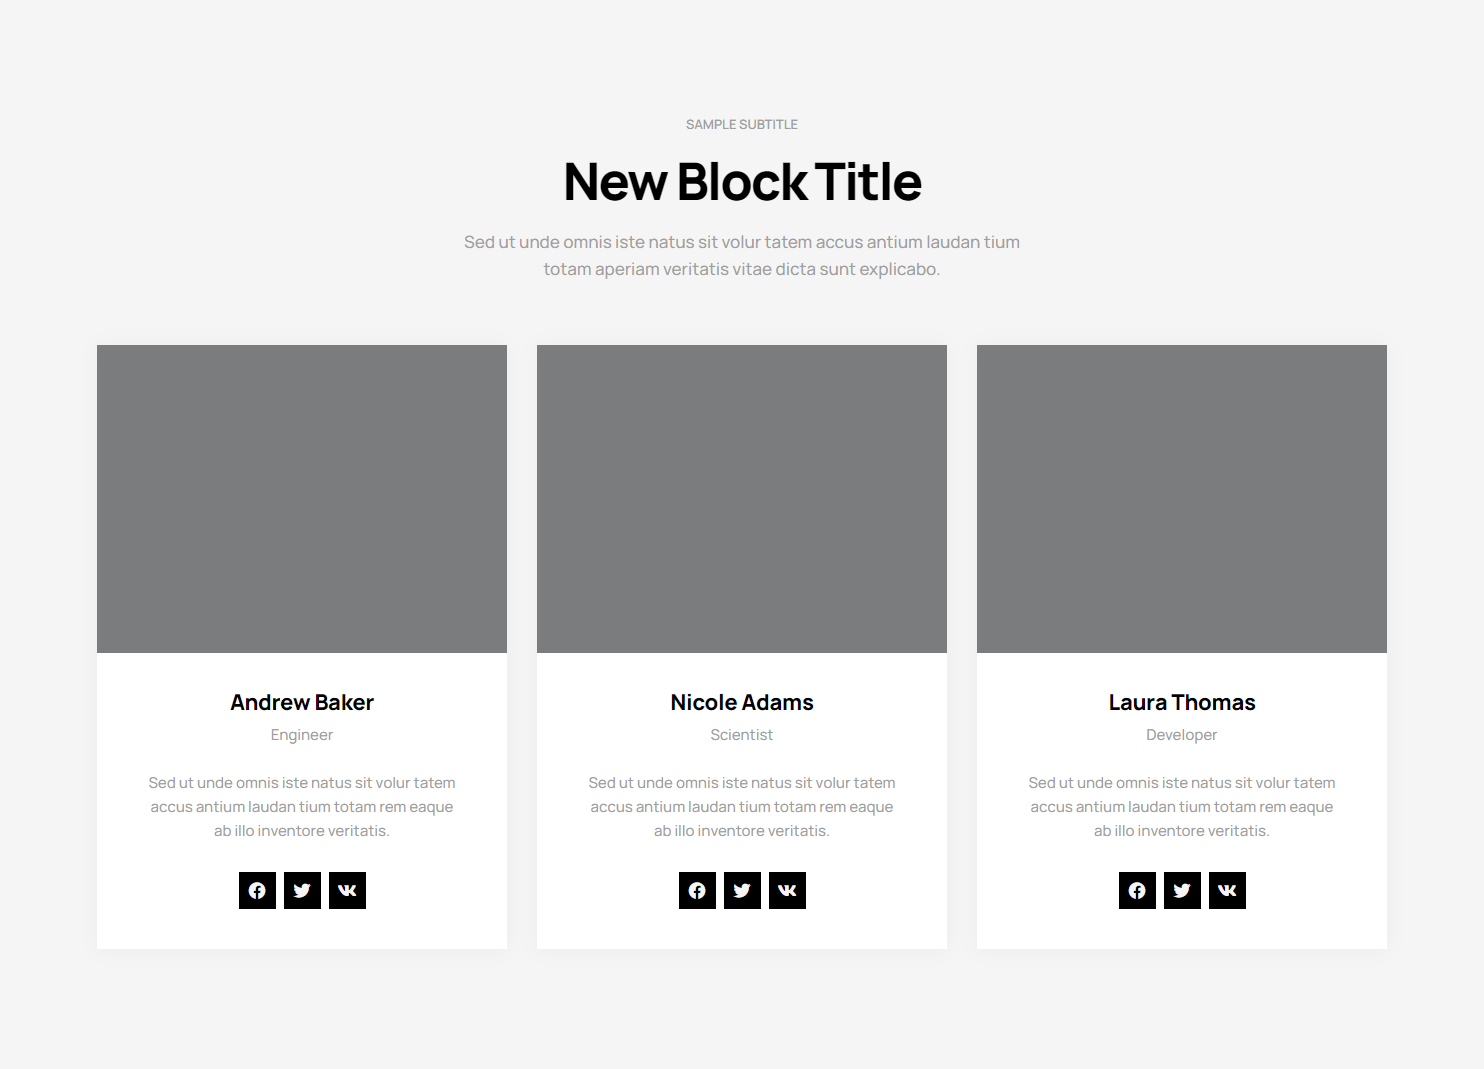 SAMPLE SUBTITLE
New Block Title
Sed ut unde omnis iste natus sit volur tatem accus antium laudan tium
totam aperiam veritatis vitae dicta sunt explicabo.
Andrew Baker
Engineer
Sed ut unde omnis iste natus sit volur tatem
accus antium laudan tium totam rem eaque
ab illo inventore veritatis.
Nicole Adams
Scientist
Sed ut unde omnis iste natus sit volur tatem
accus antium laudan tium totam rem eaque
ab illo inventore veritatis.
Laura Thomas
Developer
Sed ut unde omnis iste natus sit volur tatem
accus antium laudan tium totam rem eaque
ab illo inventore veritatis.